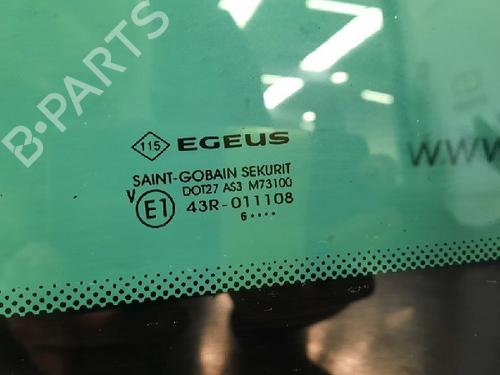 B-PARTS
115 EGEUS
SAINT-GOBAIN SEKURIT
DOT27 AS3 M73100
V E1 43R-011108
6····
www.